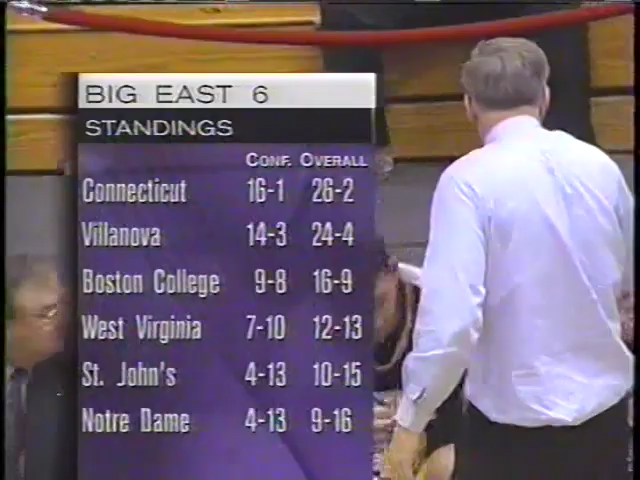 BIG EAST 6
STANDINGS
CONF. OVERALL
Connecticut 16-1 26-2
Villanova 14-3 24-4
Boston College 9-8 16-9
West Virginia 7-10 12-13
St. John's 4-13 10-15
Notre Dame 4-13 9-16